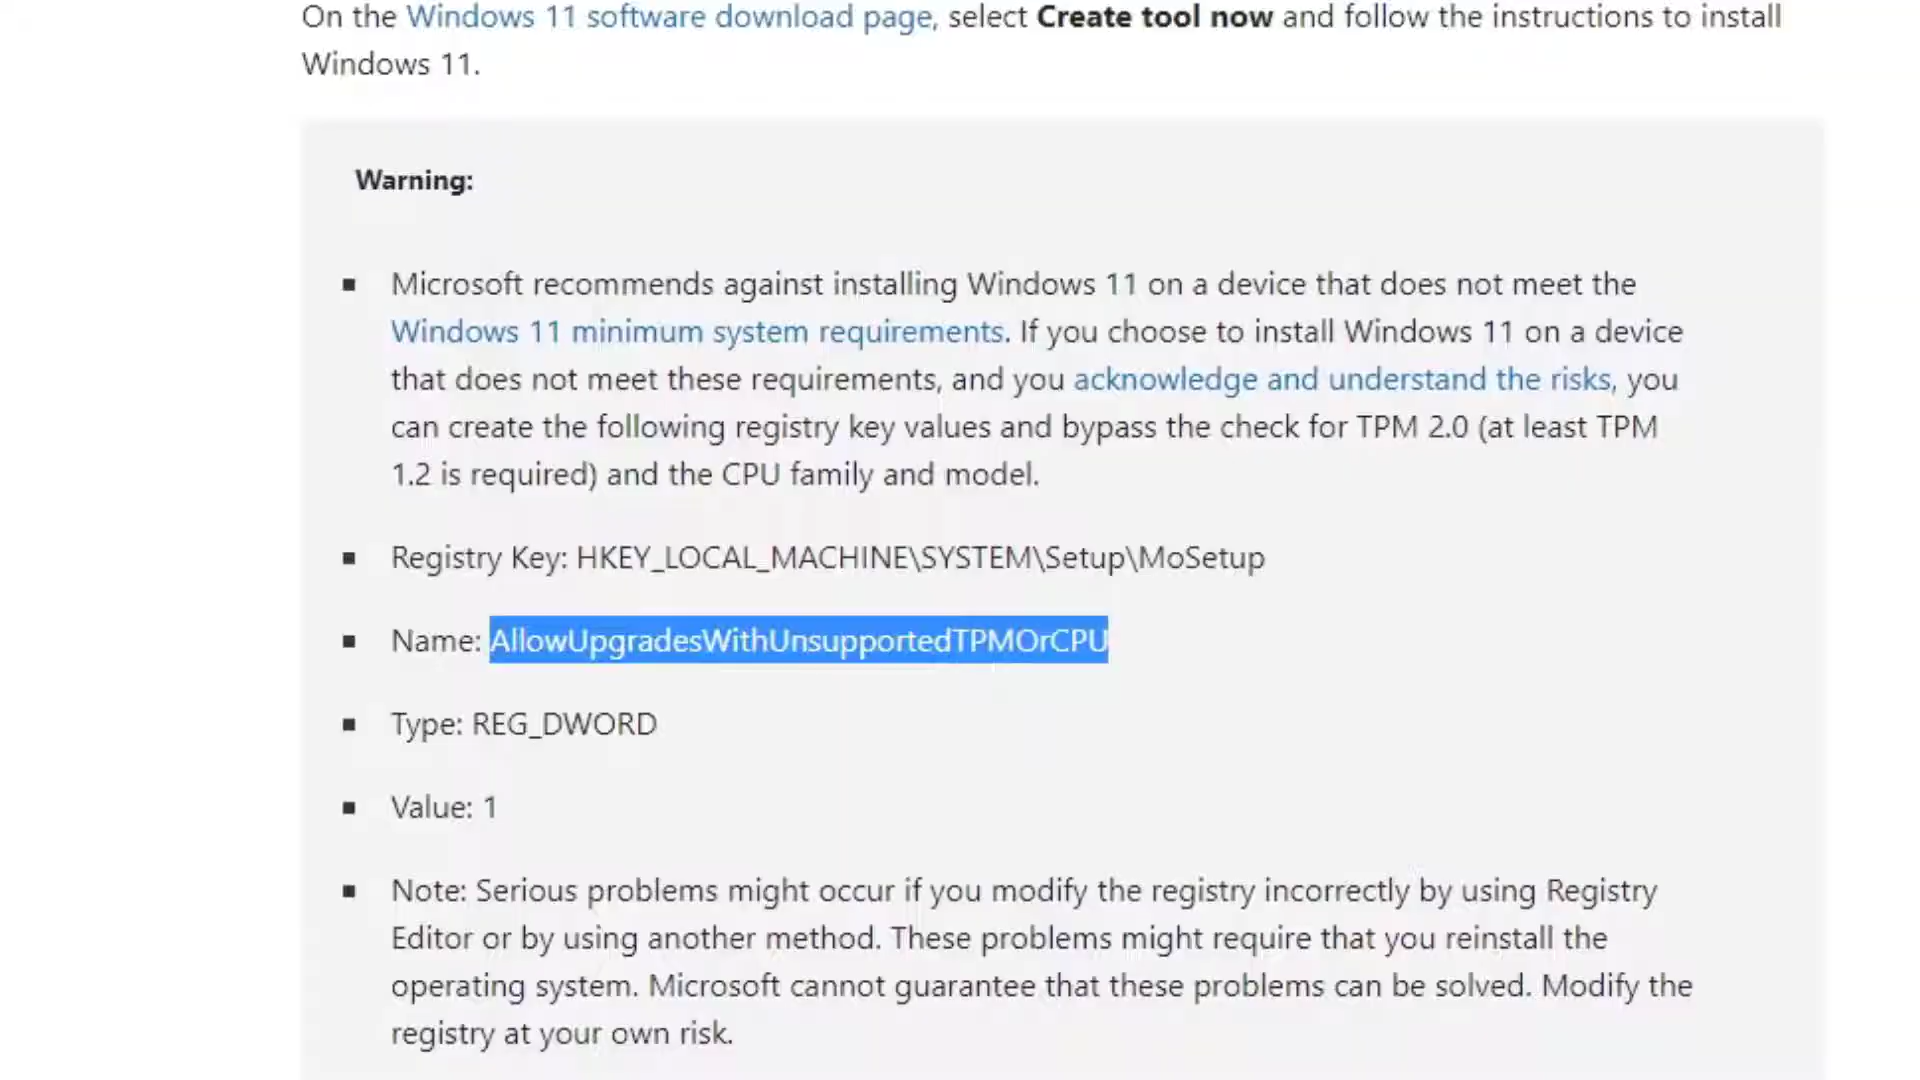 On the Windows 11 software download page, select Create tool now and follow the instructions to install
Windows 11.
Warning:
Microsoft recommends against installing Windows 11 on a device that does not meet the
Windows 11 minimum system requirements. If you choose to install Windows 11 on a device
that does not meet these requirements, and you acknowledge and understand the risks, you
can create the following registry key values and bypass the check for TPM 2.0 (at least TPM
1.2 is required) and the CPU family and model.
Registry Key: HKEY_LOCAL_MACHINE\SYSTEM\Setup\MoSetup
Name: AllowUpgradesWithUnsupportedTPMOrCPU
Type: REG_DWORD
Value: 1
Note: Serious problems might occur if you modify the registry incorrectly by using Registry
Editor or by using another method. These problems might require that you reinstall the
operating system. Microsoft cannot guarantee that these problems can be solved. Modify the
registry at your own risk.